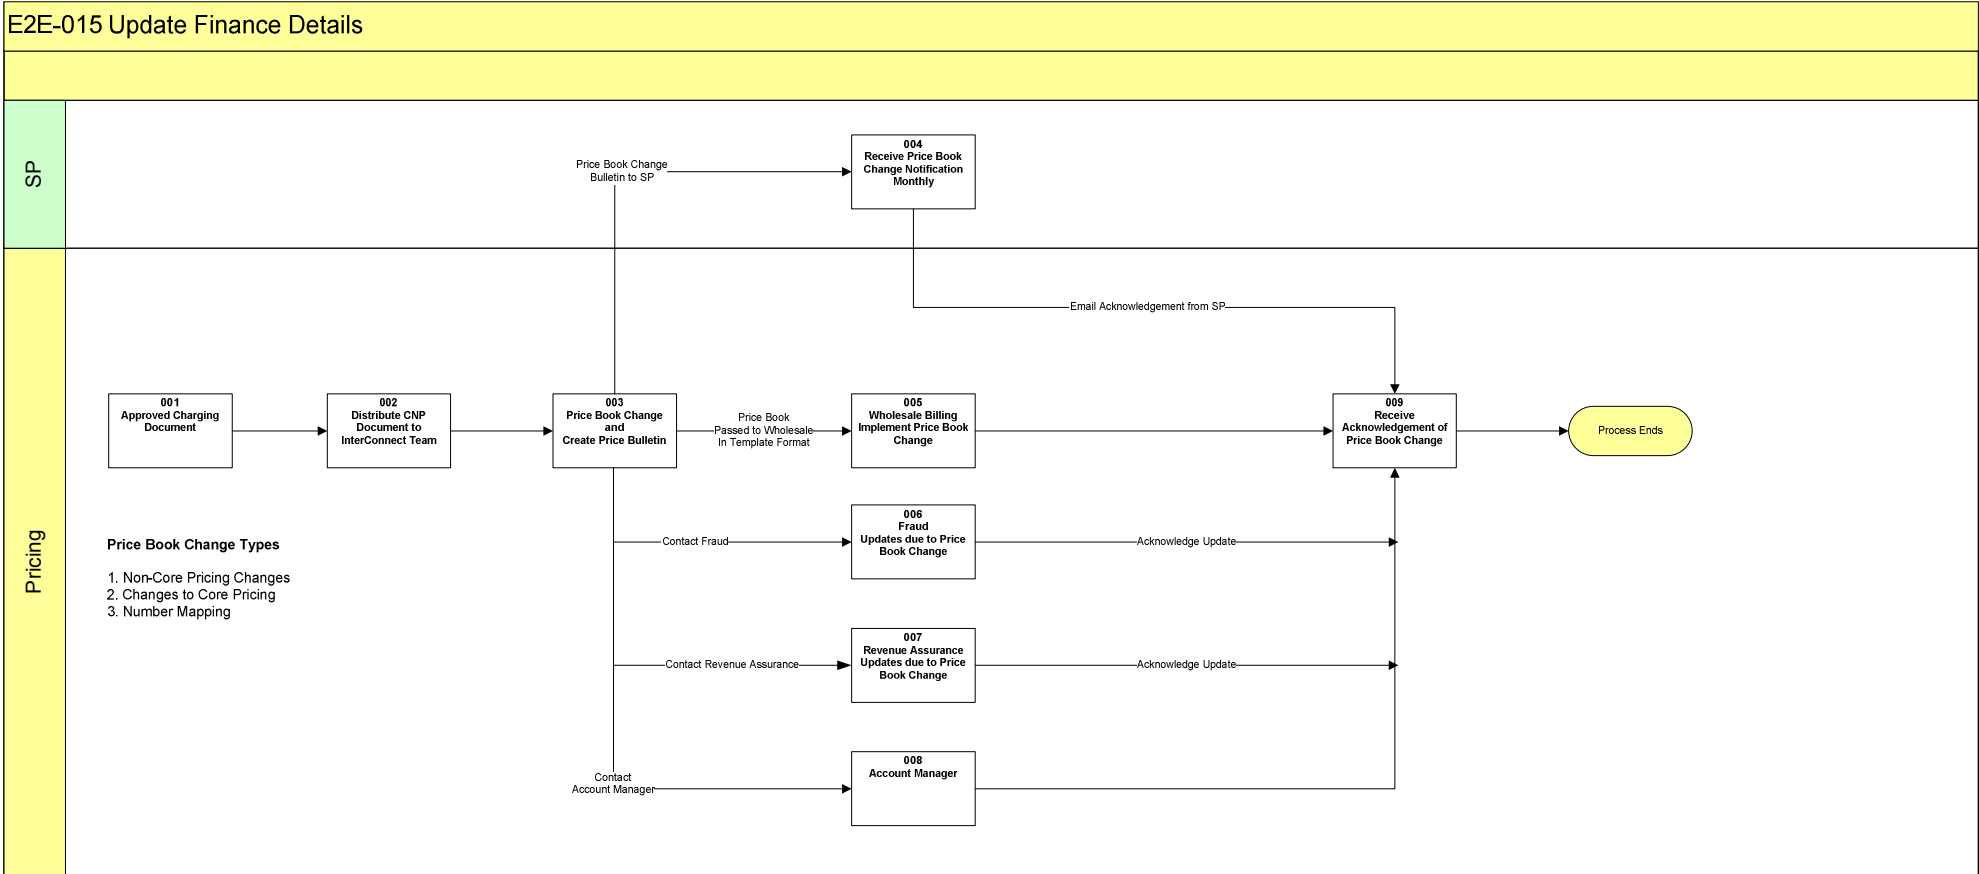 E2E-015 Update Finance Details
SP
Price Book Change
Bulletin to SP
004
Receive Price Book
Change Notification
Monthly
Email Acknowledgement from SP
Pricing
001
Approved Charging
Document
002
Distribute CNP
Document to
InterConnect Team
003
Price Book Change
and
Create Price Bulletin
Price Book
Passed to Wholesale
In Template Format
005
Wholesale Billing
Implement Price Book
Change
009
Receive
Acknowledgement of
Price Book Change
Process Ends
Price Book Change Types
1. Non-Core Pricing Changes
2. Changes to Core Pricing
3. Number Mapping
Contact Fraud
006
Fraud
Updates due to Price
Book Change
Acknowledge Update
Contact Revenue Assurance
007
Revenue Assurance
Updates due to Price
Book Change
Acknowledge Update
Contact
Account Manager
008
Account Manager